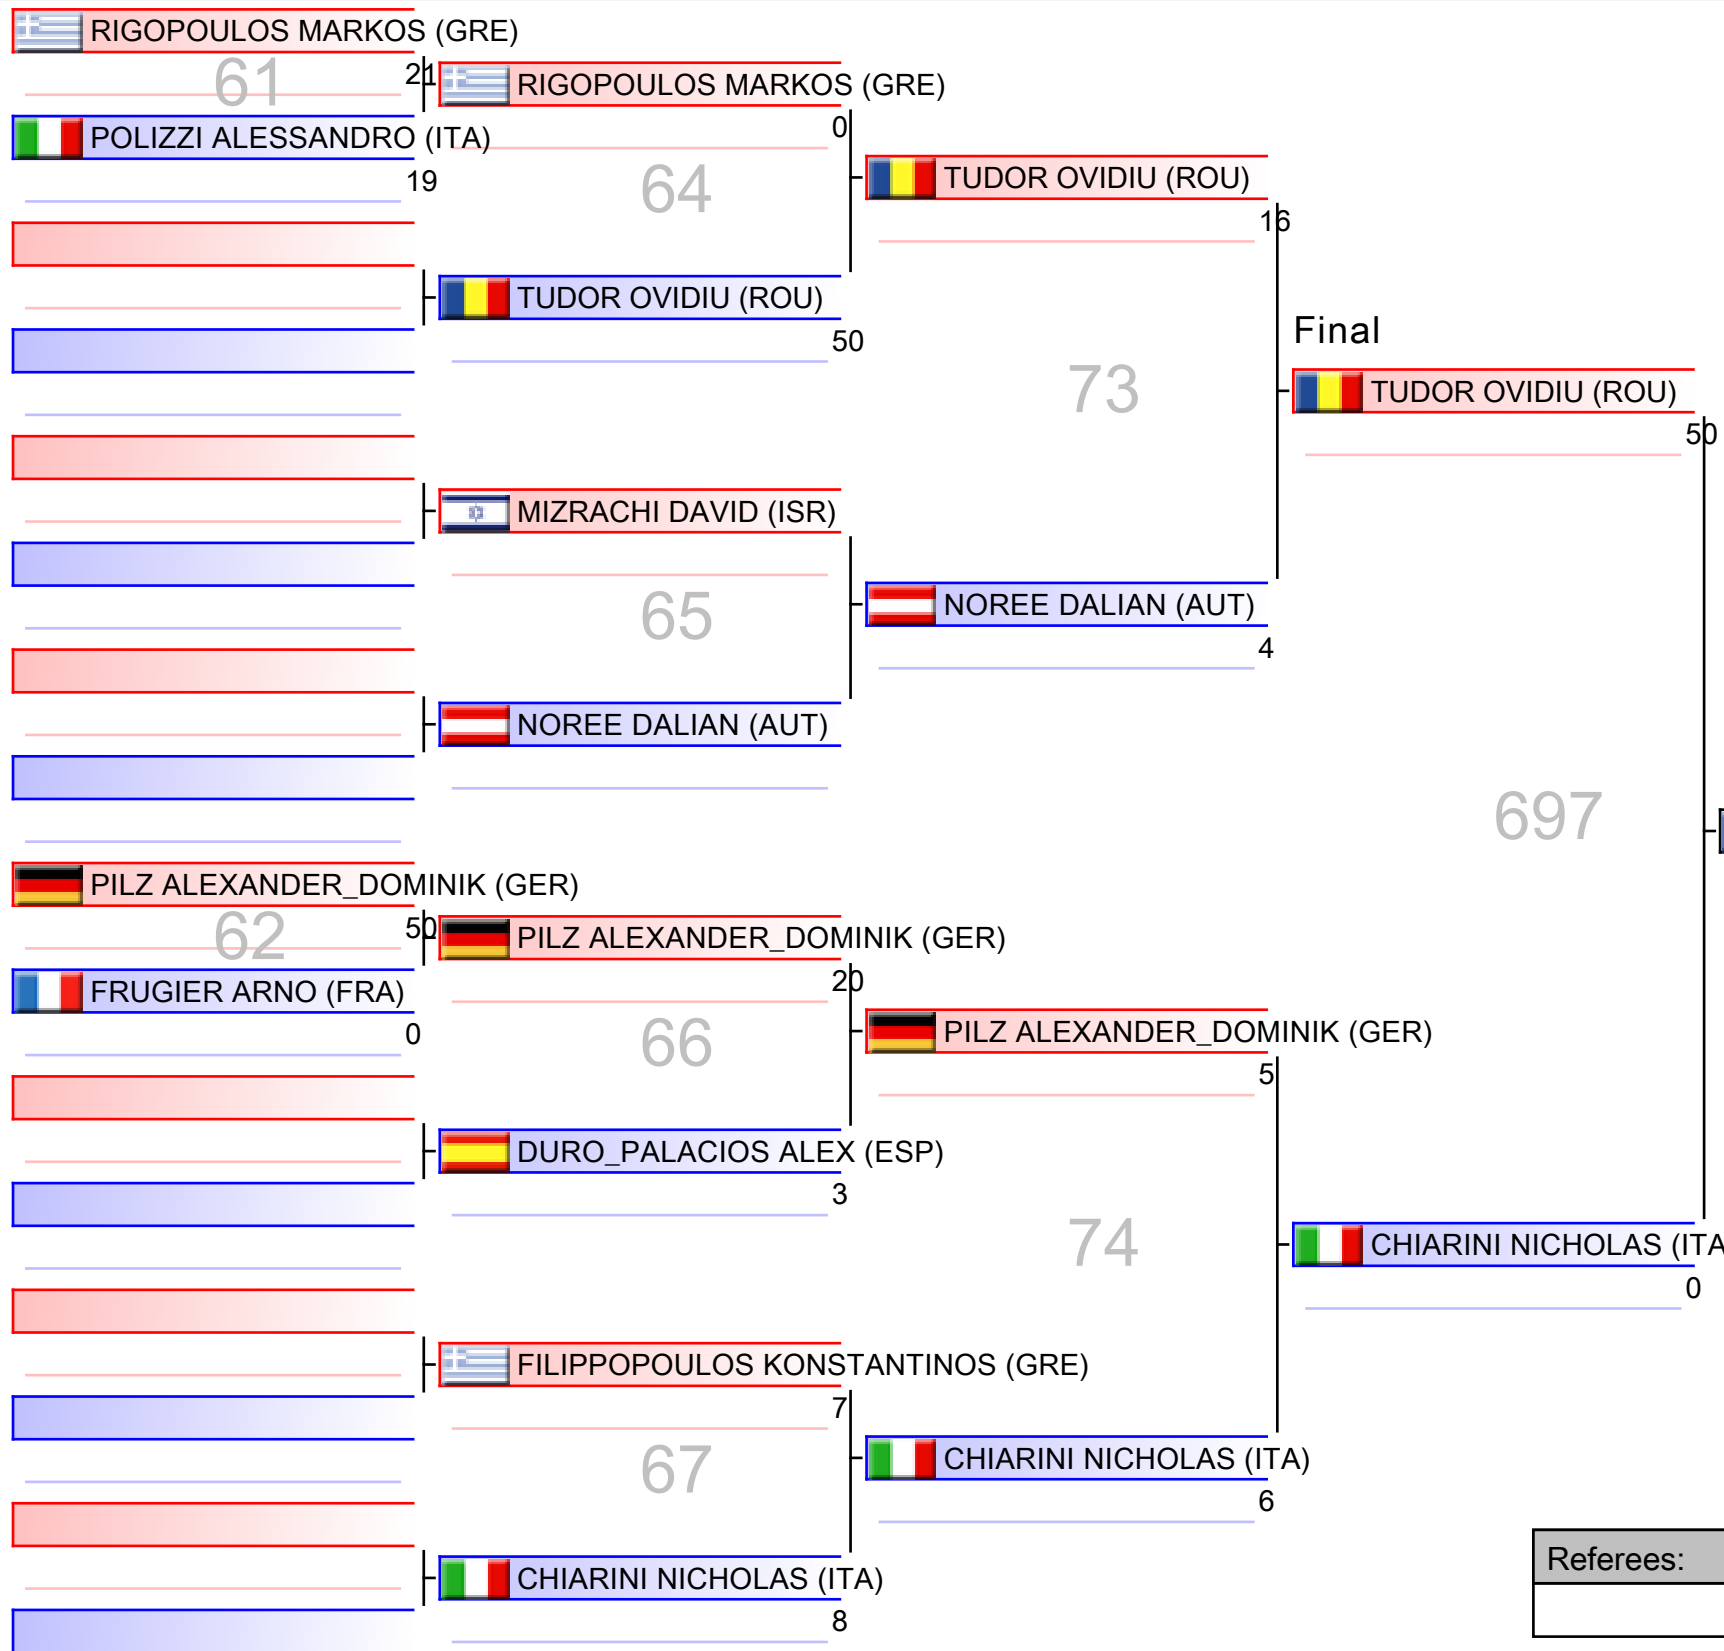 RIGOPOULOS MARKOS (GRE)
61
21
RIGOPOULOS MARKOS (GRE)
0
POLIZZI ALESSANDRO (ITA)
19
64
TUDOR OVIDIU (ROU)
16
TUDOR OVIDIU (ROU)
50
Final
73
TUDOR OVIDIU (ROU)
50
MIZRACHI DAVID (ISR)
65
NOREE DALIAN (AUT)
4
NOREE DALIAN (AUT)
697
PILZ ALEXANDER_DOMINIK (GER)
62
50
PILZ ALEXANDER_DOMINIK (GER)
20
FRUGIER ARNO (FRA)
0
66
PILZ ALEXANDER_DOMINIK (GER)
5
DURO_PALACIOS ALEX (ESP)
3
74
CHIARINI NICHOLAS (ITA
0
FILIPPOPOULOS KONSTANTINOS (GRE)
7
67
CHIARINI NICHOLAS (ITA)
6
CHIARINI NICHOLAS (ITA)
8
Referees: